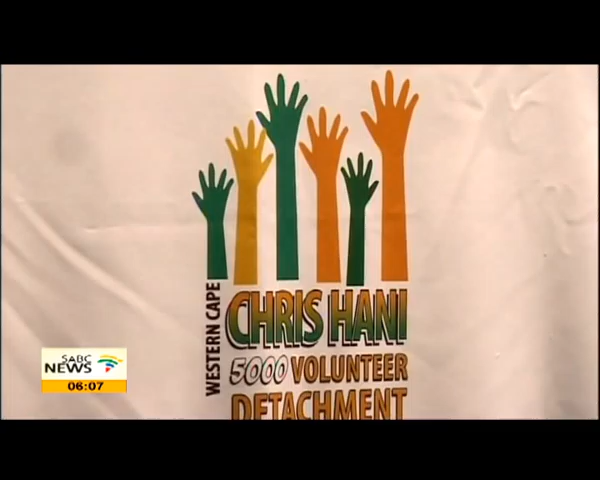 WESTERN CAPE
CHRIS HANI
5000 VOLUNTEER
DETACHMENT
SABC
NEWS
06:07